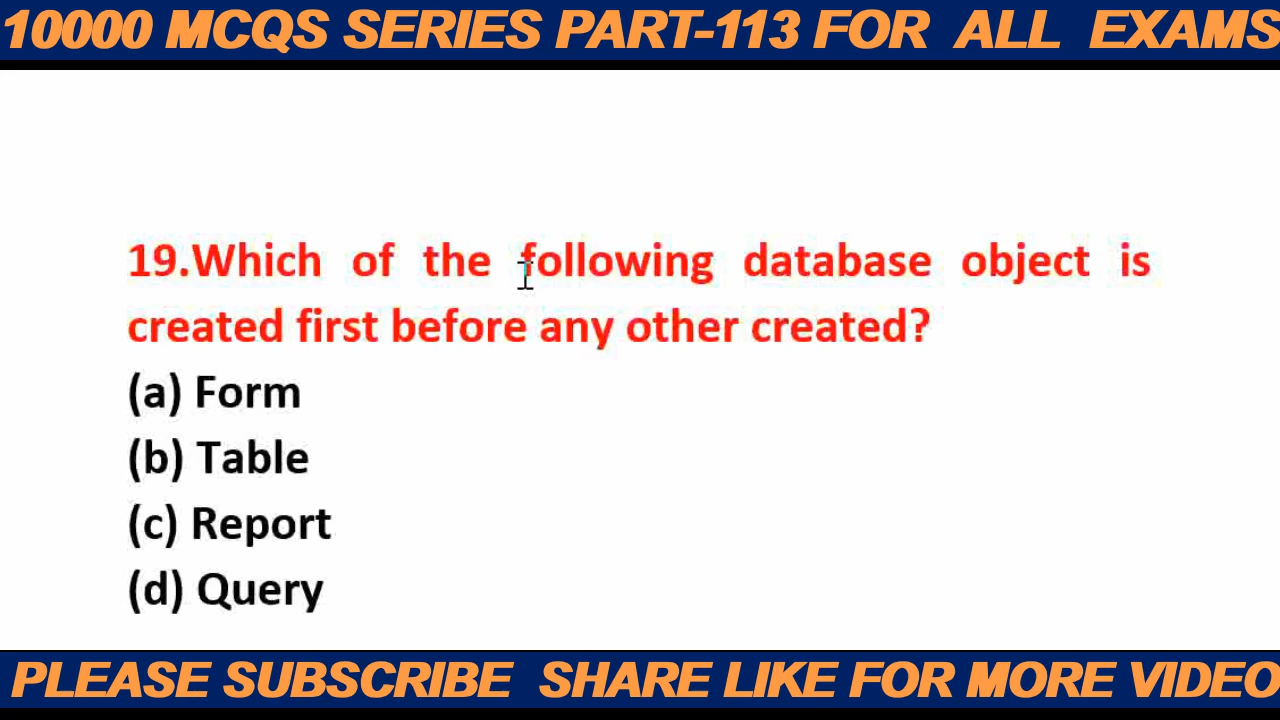 10000 MCQS SERIES PART-113 FOR ALL EXAMS
19.Which of the following database object is
created first before any other created?
(a) Form
(b) Table
(c) Report
(d) Query
PLEASE SUBSCRIBE SHARE LIKE FOR MORE VIDEO